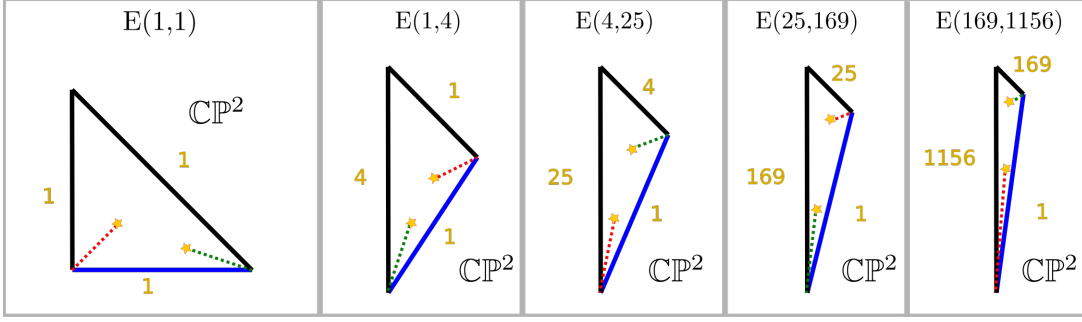 E(1,1)
ℂℙ²
1
1
1
E(1,4)
1
4
1
ℂℙ²
E(4,25)
4
25
1
ℂℙ²
E(25,169)
25
169
1
ℂℙ²
E(169,1156)
169
1156
1
ℂℙ²